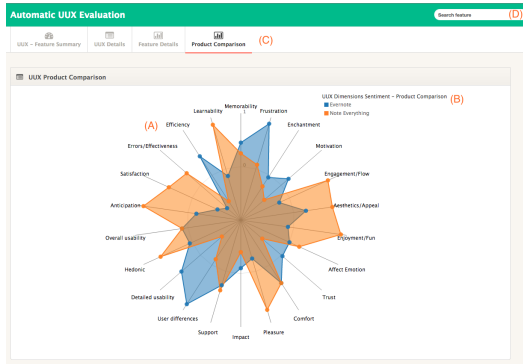 Automatic UUX Evaluation
Search feature
(D)
UUX - Feature Summary
UUX Details
Feature Details
Product Comparison
(C)
UUX Product Comparison
UUX Dimensions Sentiment - Product Comparison
(B)
Evernote
Note Everything
(A)
Memorability
1
Frustration
Enchantment
Motivation
Engagement/Flow
Aesthetics/Appeal
Enjoyment/Fun
Affect Emotion
Trust
Comfort
Pleasure
Impact
Support
User differences
Detailed usability
Hedonic
Overall usability
Anticipation
Satisfaction
Errors/Effectiveness
Efficiency
Learnability